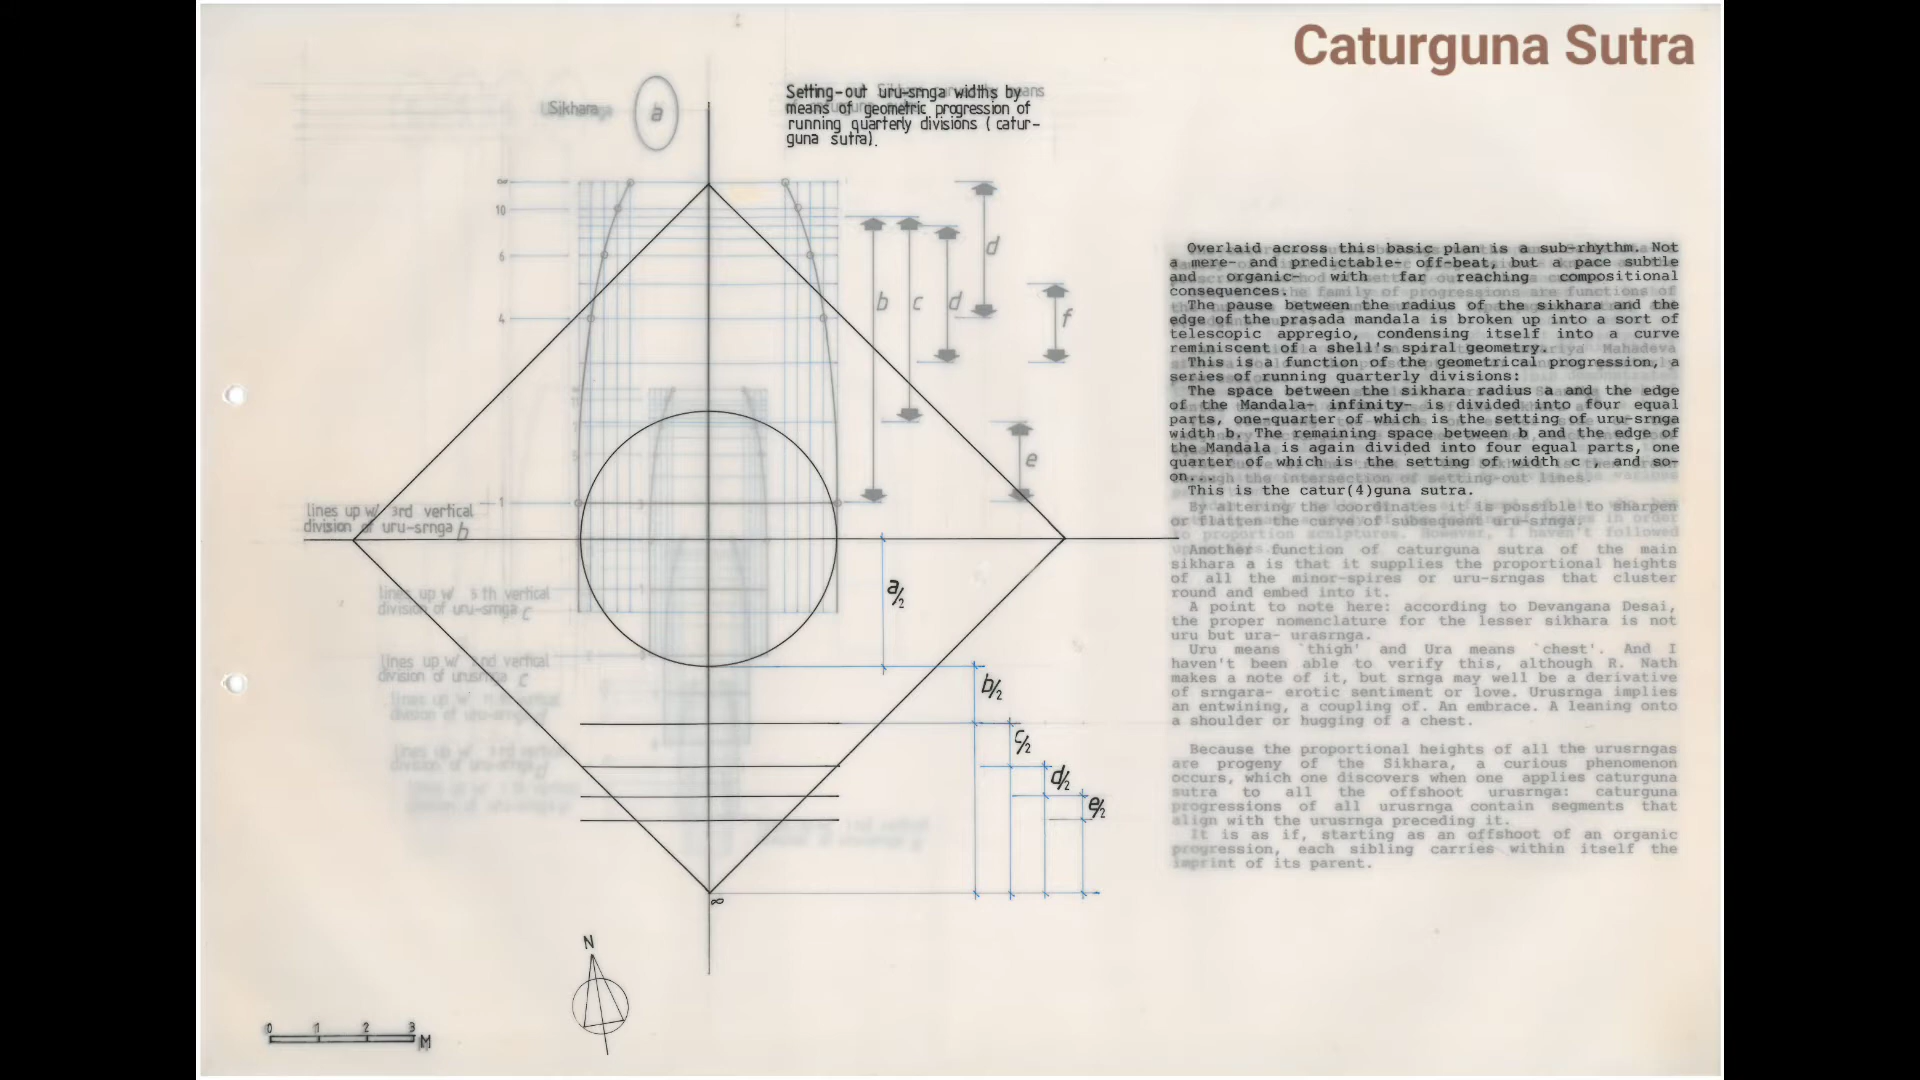 Caturguna Sutra
Sikhara
a
Setting-out uru-srnga widths by
means of geometric progression of
running quarterly divisions (catur-
guna sutra).
∞
10
6
4
1
b
c
d
d
f
e
lines up w/ 3rd vertical
division of uru-srnga b
lines up w/ 5th vertical
division of uru-srnga c
lines up w/ 2nd vertical
division of urusrnga c
a/2
b/2
c/2
d/2
e/2
∞
N
0 1 2 3
M
Overlaid across this basic plan is a sub-rhythm. Not
a mere- and predictable- off-beat, but a pace subtle
and organic- with far reaching compositional
consequences.
The pause between the radius of the sikhara and the
edge of the prasada mandala is broken up into a sort of
telescopic appregio, condensing itself into a curve
reminiscent of a shell's spiral geometry.
This is a function of the geometrical progression, a
series of running quarterly divisions:
The space between the sikhara radius a and the edge
of the Mandala- infinity- is divided into four equal
parts, one-quarter of which is the setting of uru-srnga
width b. The remaining space between b and the edge of
the Mandala is again divided into four equal parts, one
quarter of which is the setting of width c , and so-
on...
This is the catur(4)guna sutra.
By altering the coordinates it is possible to sharpen
or flatten the curve of subsequent uru-srnga.
Another function of caturguna sutra of the main
sikhara a is that it supplies the proportional heights
of all the minor-spires or uru-srngas that cluster
round and embed into it.
A point to note here: according to Devangana Desai,
the proper nomenclature for the lesser sikhara is not
uru but ura- urasrnga.
Uru means `thigh' and Ura means `chest'. And I
haven't been able to verify this, although R. Nath
makes a note of it, but srnga may well be a derivative
of srngara- erotic sentiment or love. Urusrnga implies
an entwining, a coupling of. An embrace. A leaning onto
a shoulder or hugging of a chest.
Because the proportional heights of all the urusrngas
are progeny of the Sikhara, a curious phenomenon
occurs, which one discovers when one applies caturguna
sutra to all the offshoot urusrnga: caturguna
progressions of all urusrnga contain segments that
align with the urusrnga preceding it.
It is as if, starting as an offshoot of an organic
progression, each sibling carries within itself the
imprint of its parent.